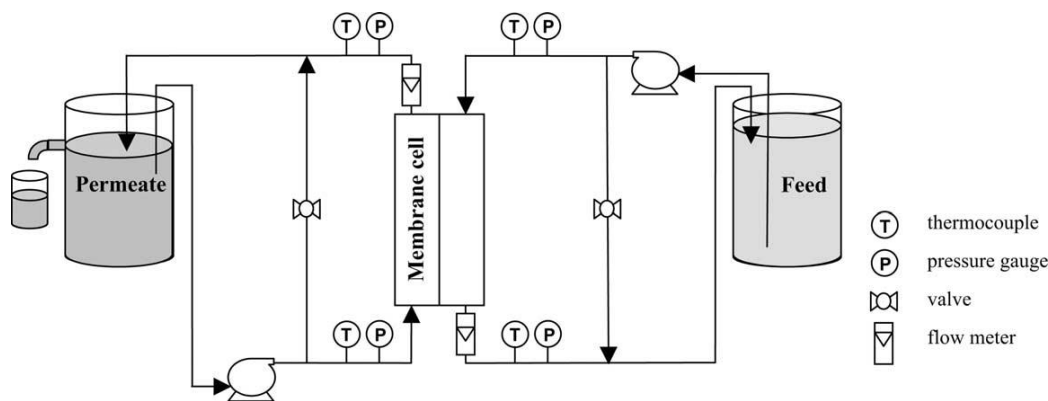 T P
T P
Permeate
Membrane cell
Feed
T thermocouple
P pressure gauge
valve
flow meter
T P
T P